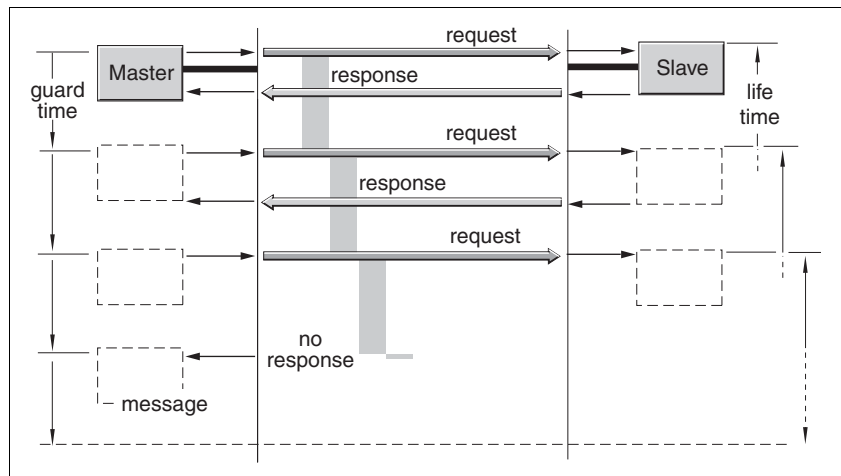 request
Master
response
Slave
guard
time
life
time
request
response
request
no
response
message